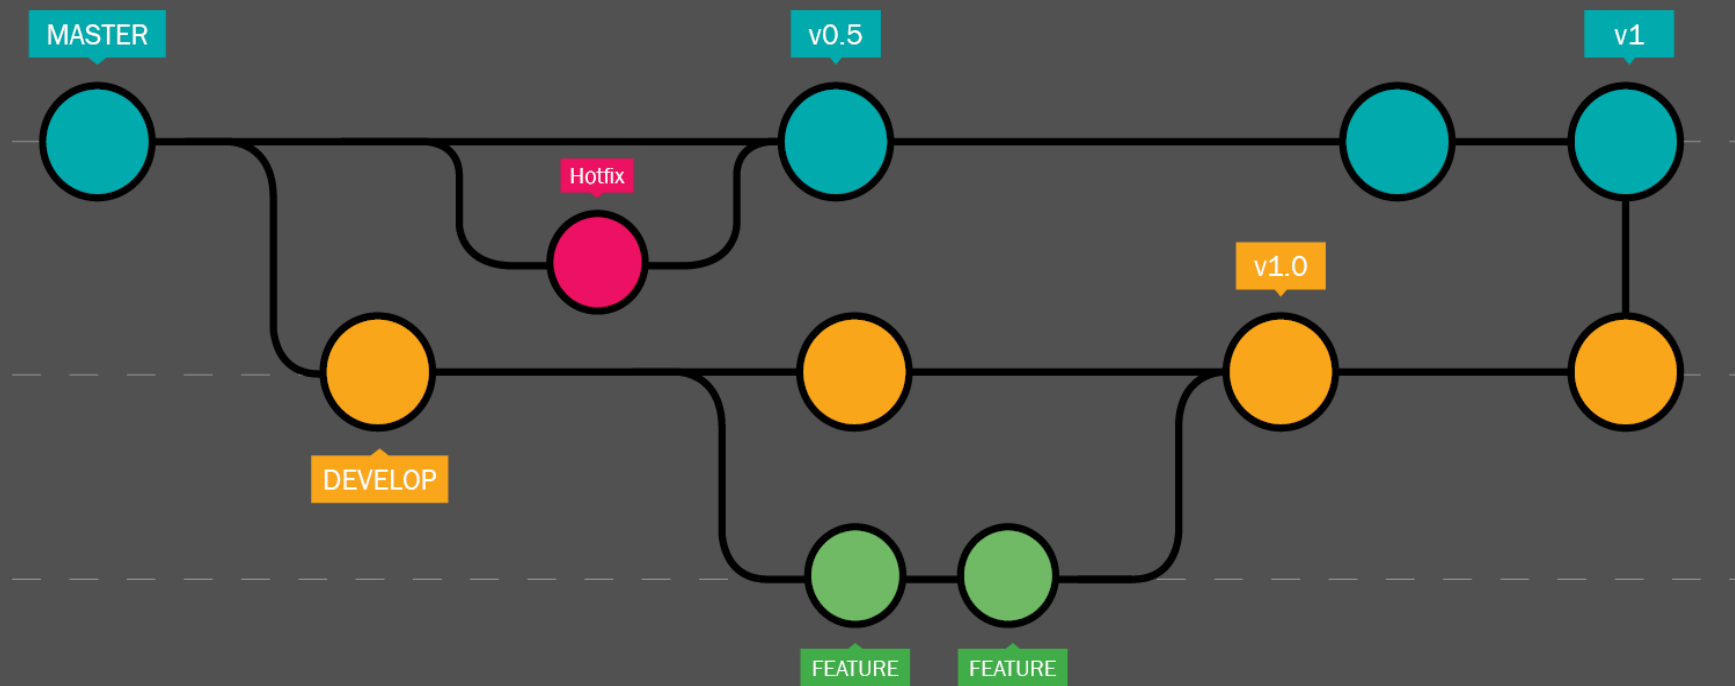 MASTER
v0.5
v1
Hotfix
v1.0
DEVELOP
FEATURE
FEATURE